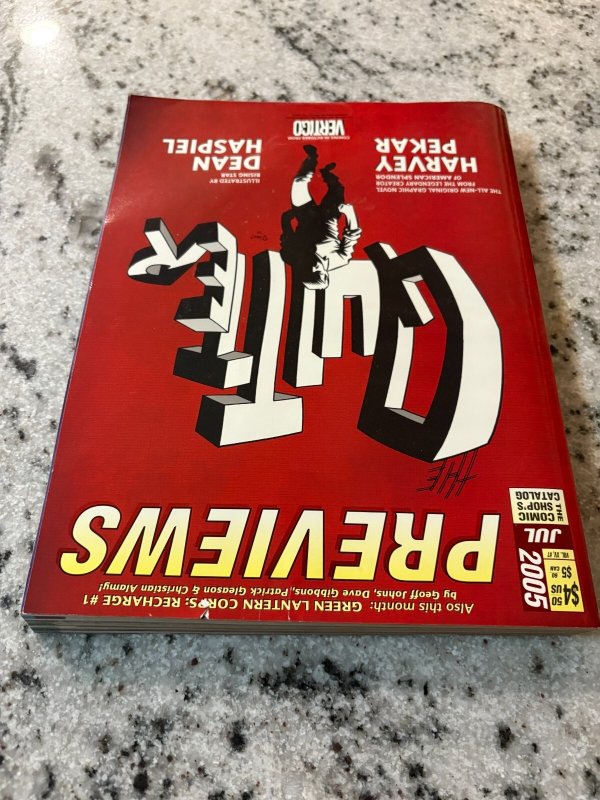 Also this month: GREEN LANTERN CORPS: RECHARGE #1
by Geoff Johns, Dave Gibbons, Patrick Gleason & Christian Alamy!
PREVIEWS
$4 50 US
$5 50 CAN
JUL 2005
VOL. XV, #7
THE
COMIC
SHOP'S
CATALOG
THE
QUITTER
THE ALL-NEW ORIGINAL GRAPHIC NOVEL
FROM THE LEGENDARY CREATOR
OF AMERICAN SPLENDOR
HARVEY
PEKAR
ILLUSTRATED BY
RISING STAR
DEAN
HASPIEL
COMING IN OCTOBER FROM
VERTIGO